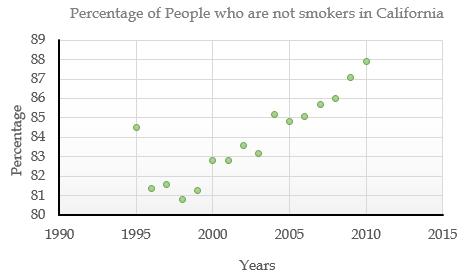 Percentage of People who are not smokers in California
89
88
87
86
85
84
83
82
81
80
Percentage
1990 1995 2000 2005 2010 2015
Years